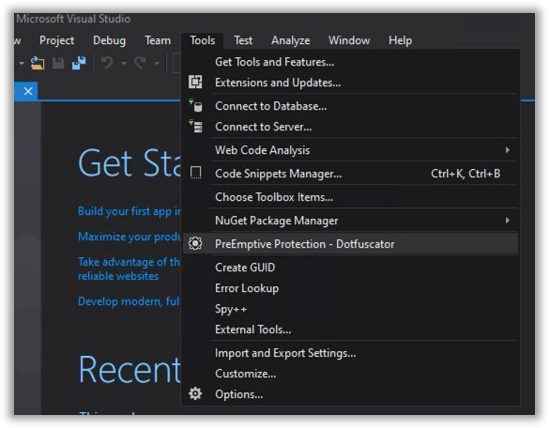 Microsoft Visual Studio
w Project Debug Team Tools Test Analyze Window Help
Get Tools and Features...
Extensions and Updates...
Connect to Database...
Connect to Server...
Web Code Analysis
Code Snippets Manager... Ctrl+K, Ctrl+B
Choose Toolbox Items...
NuGet Package Manager
PreEmptive Protection - Dotfuscator
Create GUID
Error Lookup
Spy++
External Tools...
Import and Export Settings...
Customize...
Options...
Get Sta
Build your first app in
Maximize your produ
Take advantage of th
reliable websites
Develop modern, ful
Recent